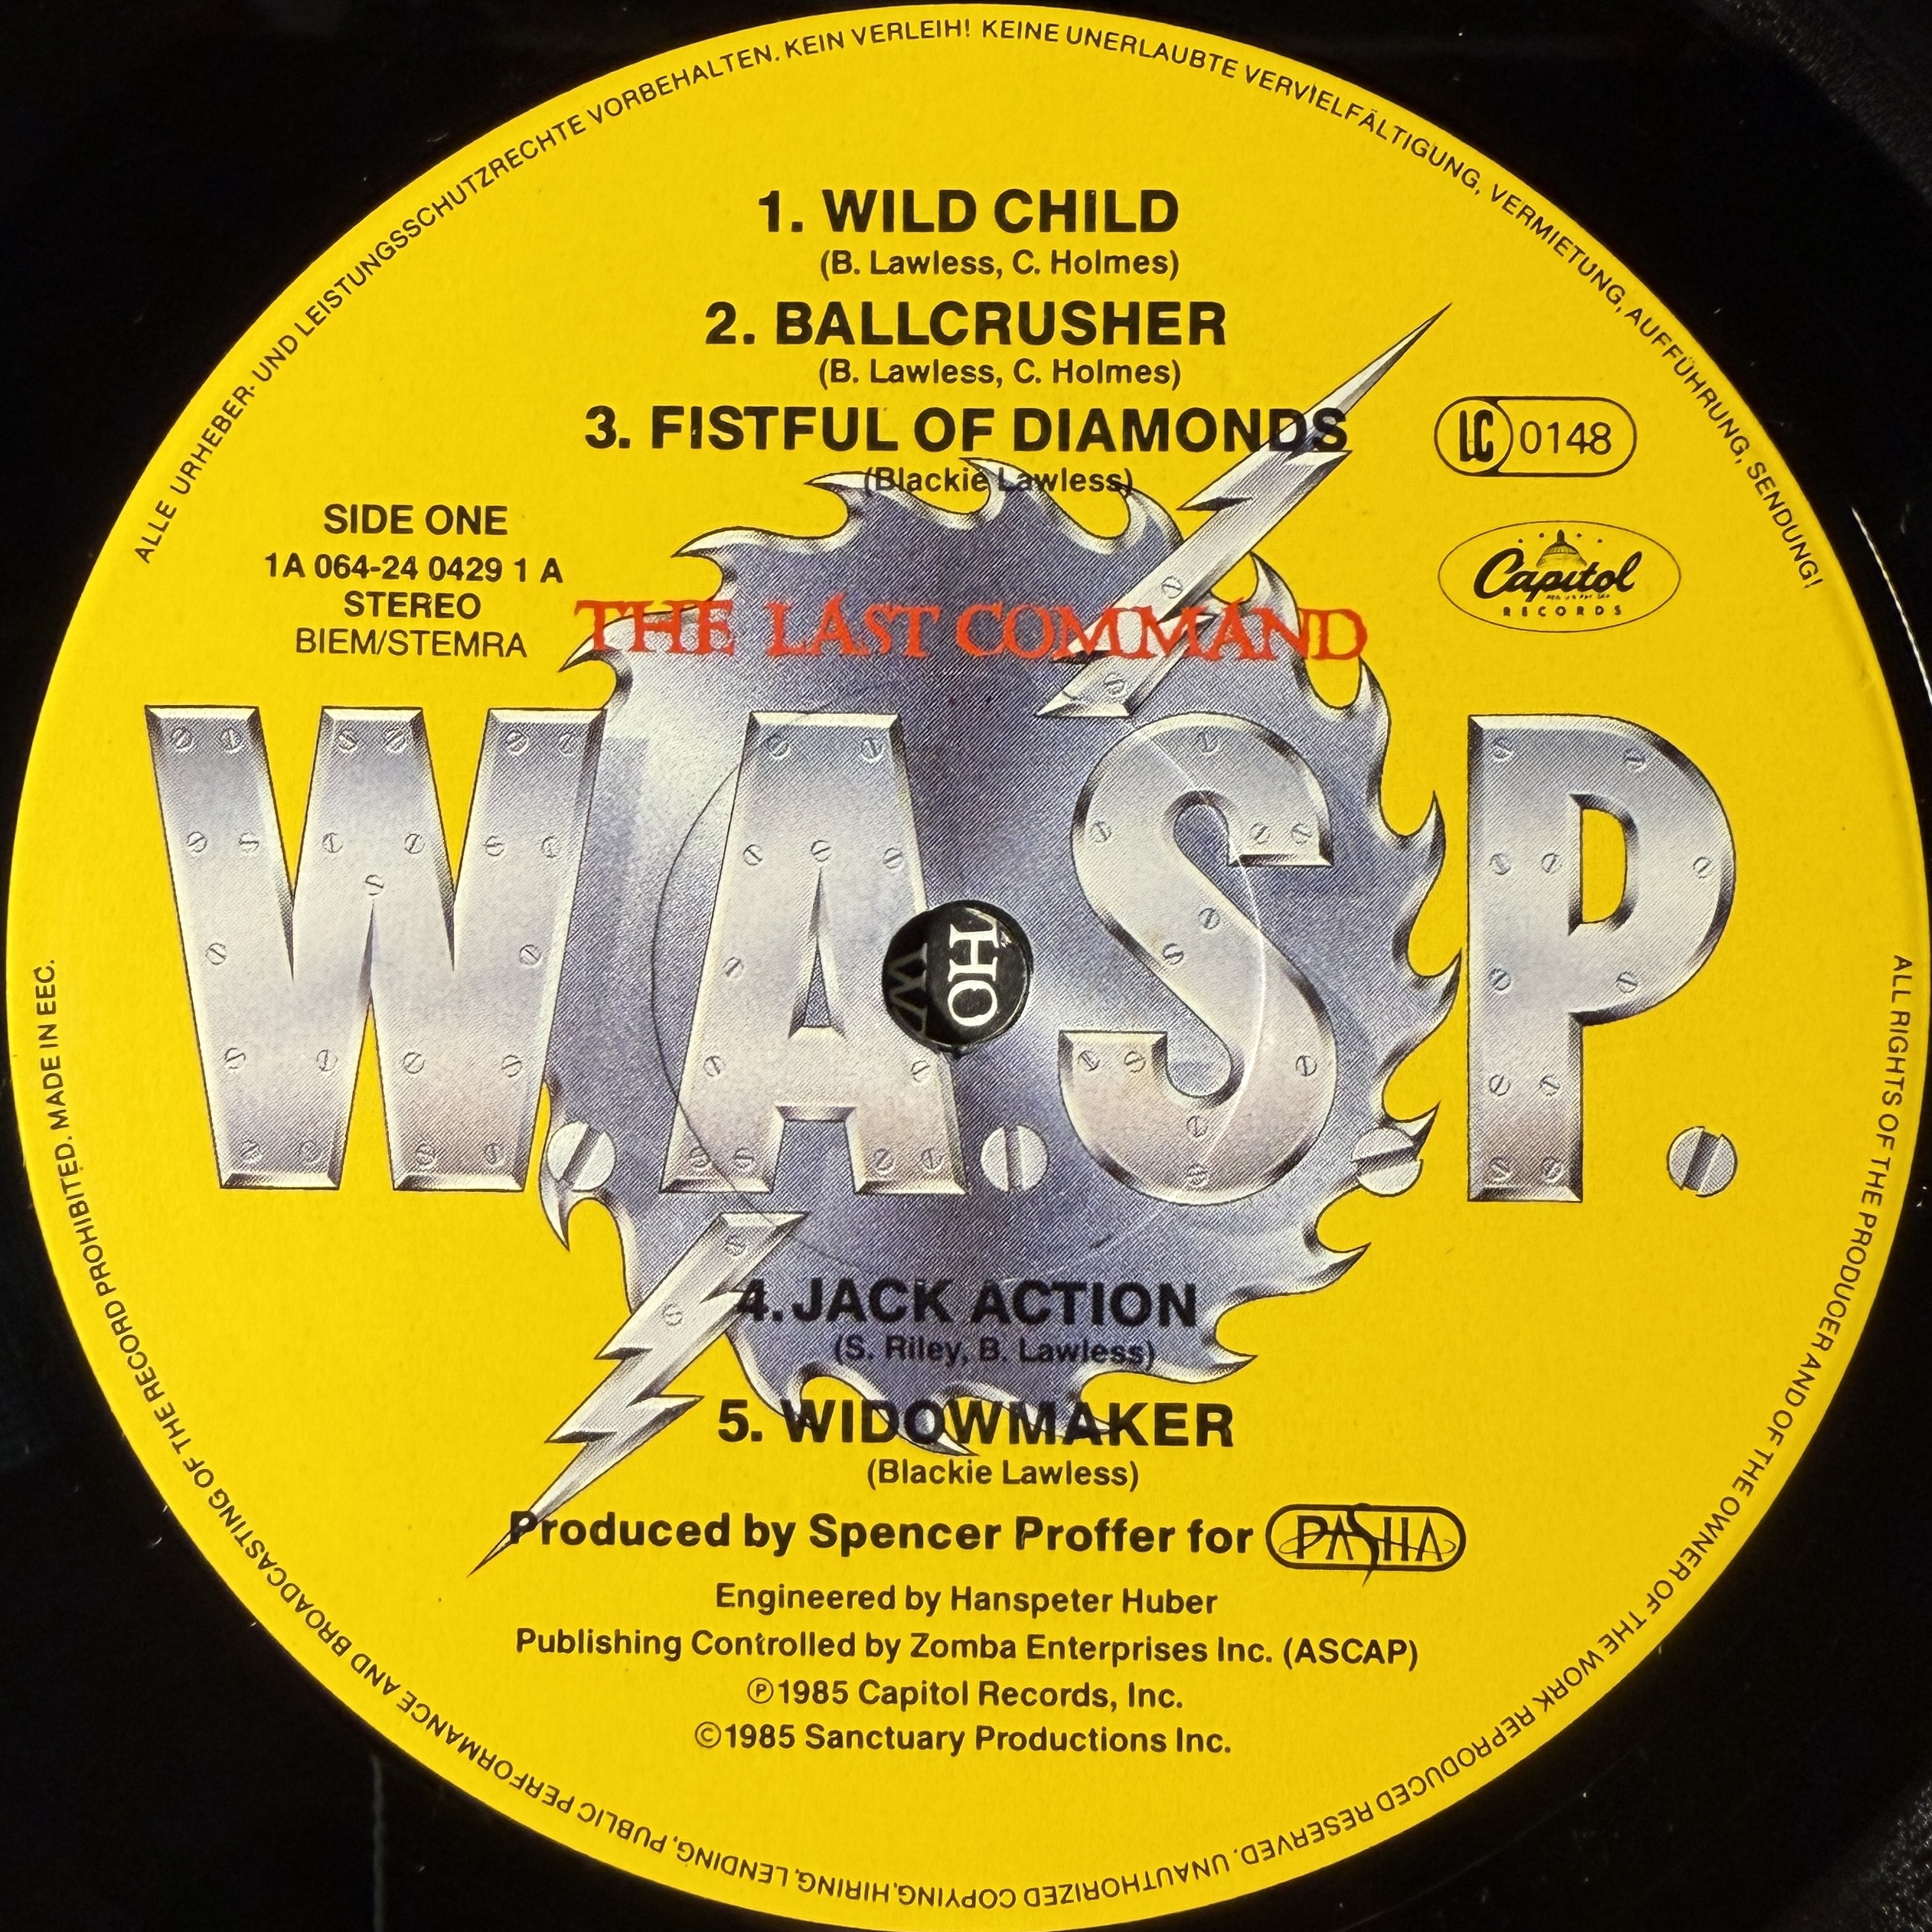 ALLE URHEBER- UND LEISTUNGSSCHUTZRECHTE VORBEHALTEN. KEIN VERLEIH! KEINE UNERLAUBTE VERVIELFÄLTIGUNG, VERMIETUNG, AUFFÜHRUNG, SENDUNG!
1. WILD CHILD
(B. Lawless, C. Holmes)
2. BALLCRUSHER
(B. Lawless, C. Holmes)
3. FISTFUL OF DIAMONDS
(Blackie Lawless)
LC 0148
SIDE ONE
1A 064-24 0429 1 A
STEREO
BIEM/STEMRA
Capitol
RECORDS
THE LAST COMMAND
W.A.S.P.
OH
4. JACK ACTION
(S. Riley, B. Lawless)
5. WIDOWMAKER
(Blackie Lawless)
Produced by Spencer Proffer for PASHA
Engineered by Hanspeter Huber
Publishing Controlled by Zomba Enterprises Inc. (ASCAP)
℗1985 Capitol Records, Inc.
©1985 Sanctuary Productions Inc.
ALL RIGHTS OF THE PRODUCER AND OF THE OWNER OF THE WORK REPRODUCED RESERVED. UNAUTHORIZED COPYING, HIRING, LENDING, PUBLIC PERFORMANCE AND BROADCASTING OF THE RECORD PROHIBITED. MADE IN EEC.